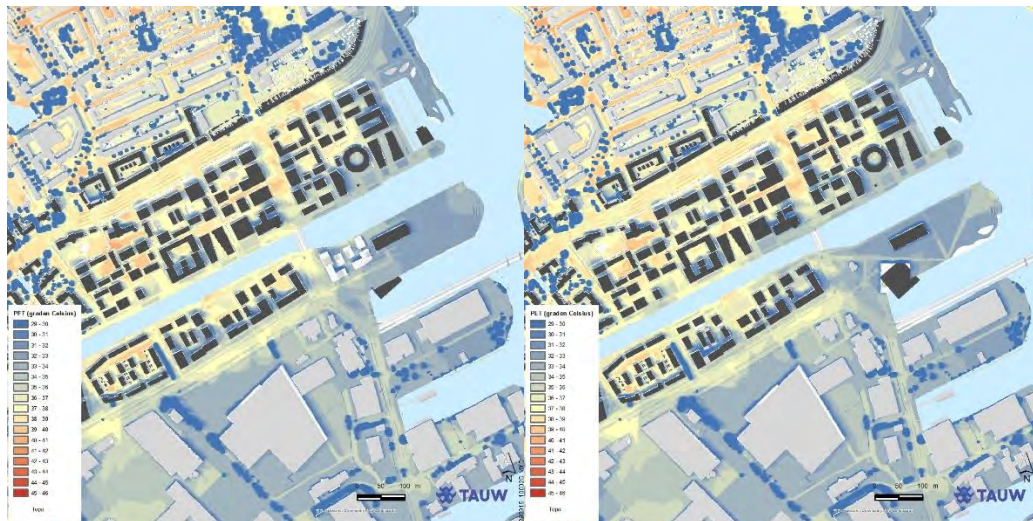 PET (graden Celsius)
29 - 30
30 - 31
31 - 32
32 - 33
33 - 34
34 - 35
35 - 36
36 - 37
37 - 38
38 - 39
39 - 40
40 - 41
41 - 42
42 - 43
43 - 44
44 - 45
45 - 46
0 50 100 m
TAUW
PET (graden Celsius)
29 - 30
30 - 31
31 - 32
32 - 33
33 - 34
34 - 35
35 - 36
36 - 37
37 - 38
38 - 39
39 - 40
40 - 41
41 - 42
42 - 43
43 - 44
44 - 45
45 - 46
0 50 100 m
TAUW